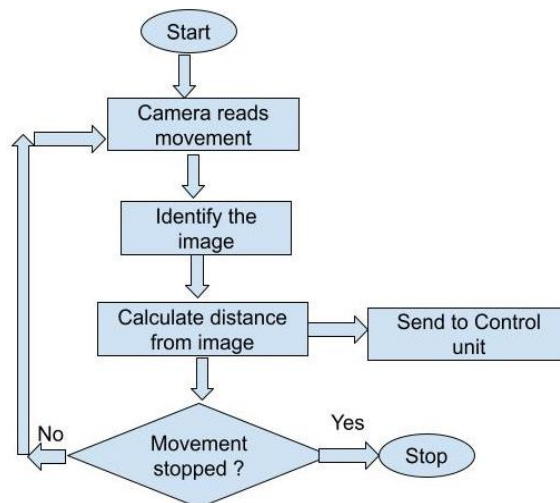 Start
Camera reads
movement
Identify the
image
Calculate distance
from image
Send to Control
unit
No
Movement
stopped ?
Yes
Stop